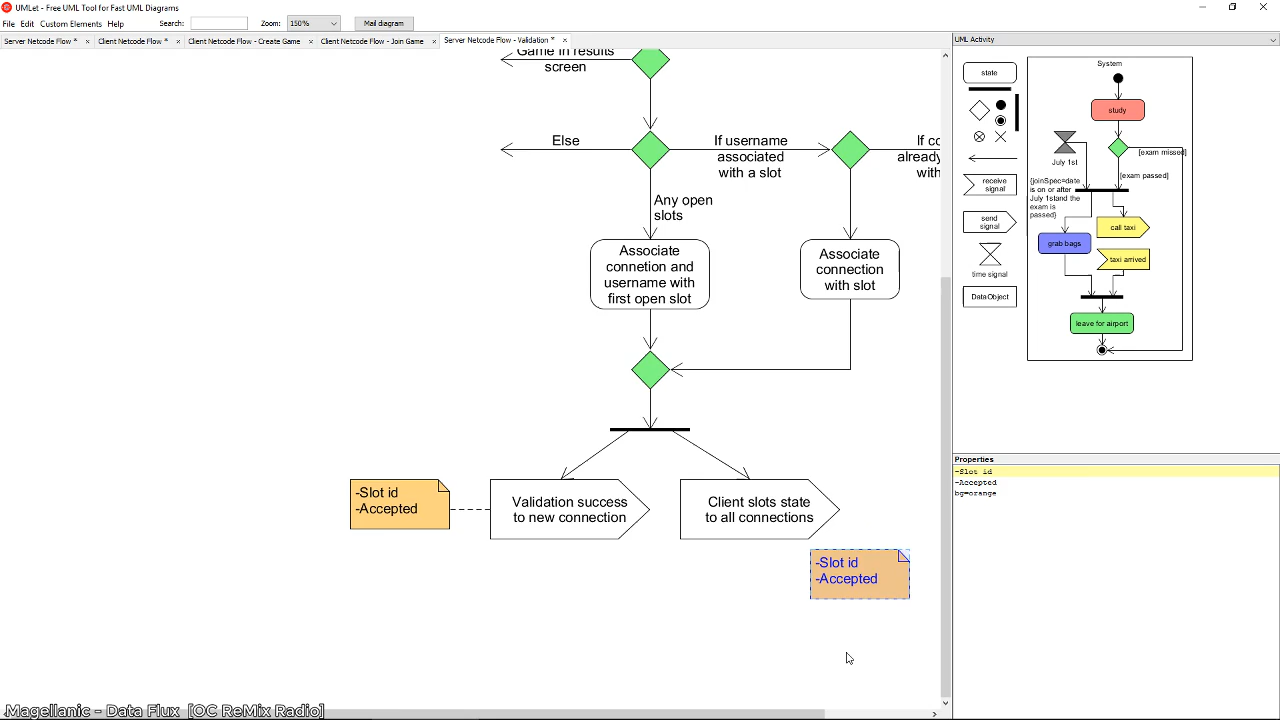 UMLet - Free UML Tool for Fast UML Diagrams
File Edit Custom Elements Help
Search:
Zoom:
150%
Mail diagram
Server Netcode Flow *
Client Netcode Flow *
Client Netcode Flow - Create Game
Client Netcode Flow - Join Game
Server Netcode Flow - Validation *
UML Activity
Game in results
screen
Else
If username
associated
with a slot
If co
already
with
Any open
slots
Associate
connetion and
username with
first open slot
Associate
connection
with slot
-Slot id
-Accepted
Validation success
to new connection
Client slots state
to all connections
-Slot id
-Accepted
state
receive
signal
send
signal
time signal
DataObject
System
study
July 1st
[exam missed]
[exam passed]
{joinSpec=date
is on or after
July 1stand the
exam is
passed}
call taxi
grab bags
taxi arrived
leave for airport
Properties
-Slot id
-Accepted
bg=orange
Magellanic - Data Flux [OC ReMix Radio]